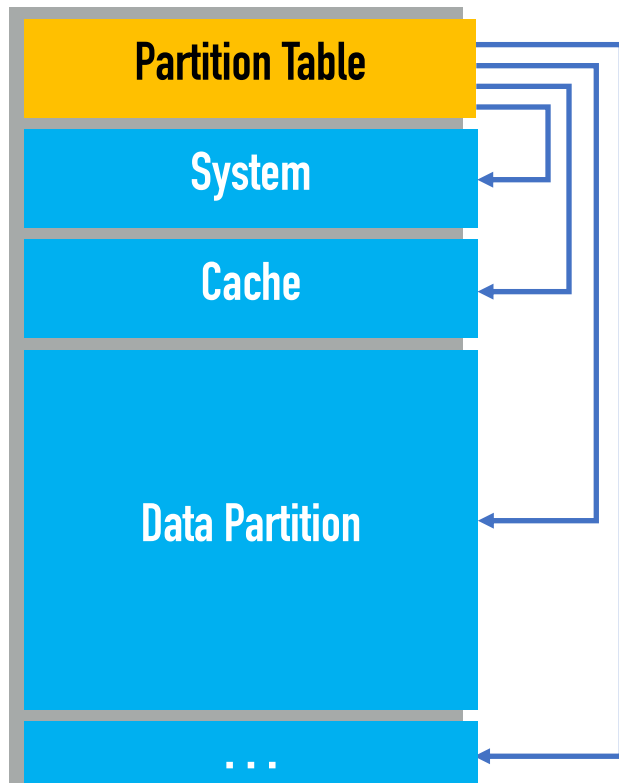 Partition Table
System
Cache
Data Partition
...